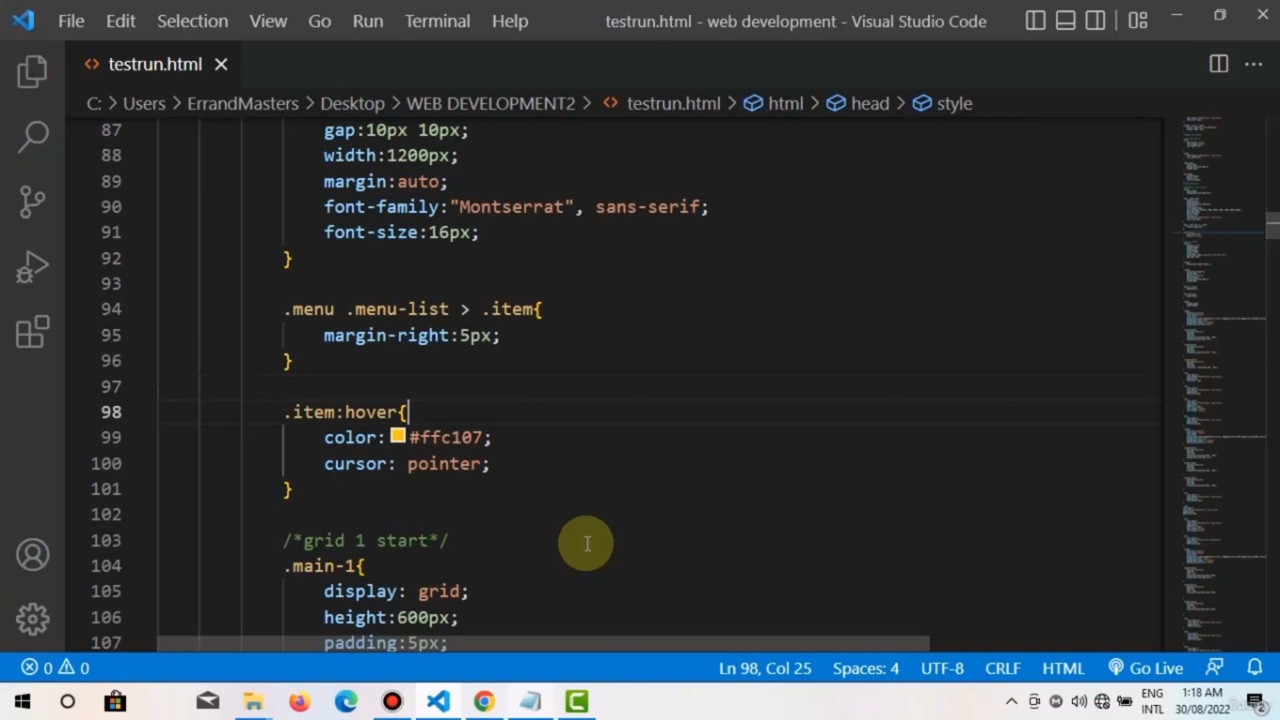 File Edit Selection View Go Run Terminal Help testrun.html - web development - Visual Studio Code
testrun.html
C: > Users > ErrandMasters > Desktop > WEB DEVELOPMENT2 > testrun.html > html > head > style
87 gap:10px 10px;
88 width:1200px;
89 margin:auto;
90 font-family:"Montserrat", sans-serif;
91 font-size:16px;
92 }
93
94 .menu .menu-list > .item{
95 margin-right:5px;
96 }
97
98 .item:hover{
99 color:#ffc107;
100 cursor: pointer;
101 }
102
103 /*grid 1 start*/
104 .main-1{
105 display: grid;
106 height:600px;
107 padding:5px;
0 0 Ln 98, Col 25 Spaces: 4 UTF-8 CRLF HTML Go Live
ENG 1:18 AM
INTL 30/08/2022 2